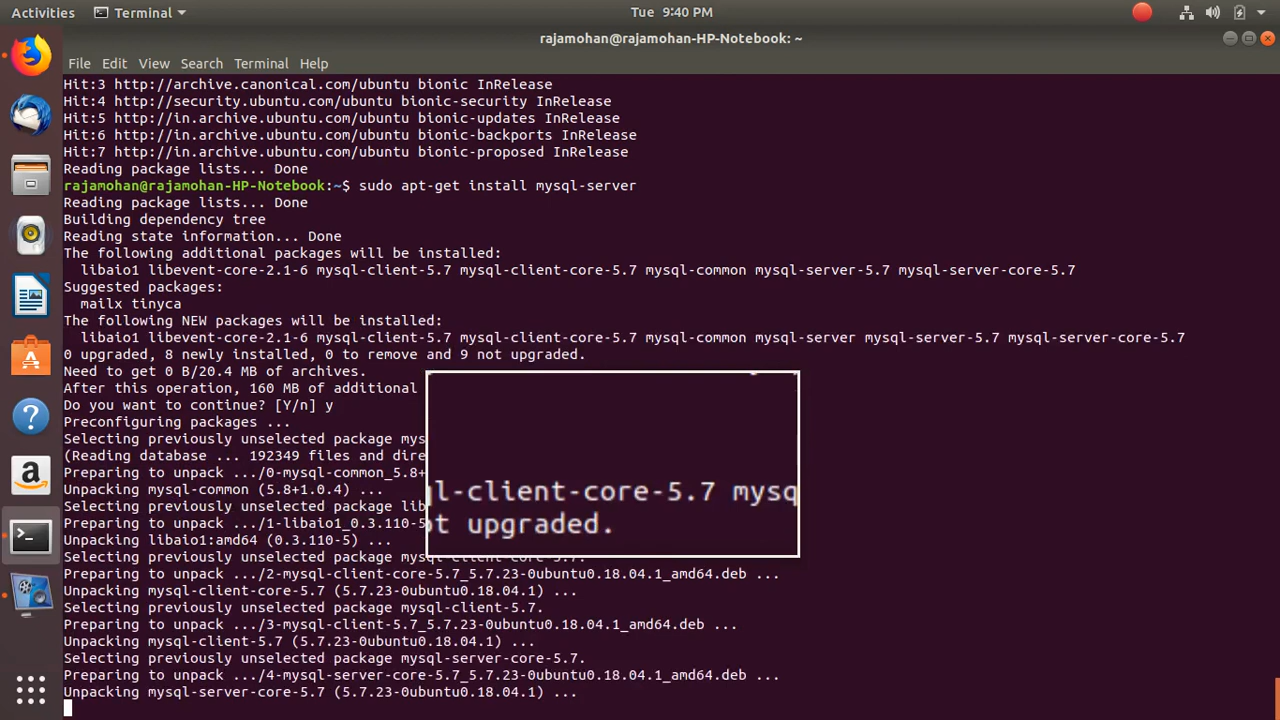 Activities Terminal Tue 9:40 PM
rajamohan@rajamohan-HP-Notebook: ~
File Edit View Search Terminal Help
Hit:3 http://archive.canonical.com/ubuntu bionic InRelease
Hit:4 http://security.ubuntu.com/ubuntu bionic-security InRelease
Hit:5 http://in.archive.ubuntu.com/ubuntu bionic-updates InRelease
Hit:6 http://in.archive.ubuntu.com/ubuntu bionic-backports InRelease
Hit:7 http://in.archive.ubuntu.com/ubuntu bionic-proposed InRelease
Reading package lists... Done
rajamohan@rajamohan-HP-Notebook:~$ sudo apt-get install mysql-server
Reading package lists... Done
Building dependency tree
Reading state information... Done
The following additional packages will be installed:
libaio1 libevent-core-2.1-6 mysql-client-5.7 mysql-client-core-5.7 mysql-common mysql-server-5.7 mysql-server-core-5.7
Suggested packages:
mailx tinyca
The following NEW packages will be installed:
libaio1 libevent-core-2.1-6 mysql-client-5.7 mysql-client-core-5.7 mysql-common mysql-server mysql-server-5.7 mysql-server-core-5.7
0 upgraded, 8 newly installed, 0 to remove and 9 not upgraded.
Need to get 0 B/20.4 MB of archives.
After this operation, 160 MB of additional
Do you want to continue? [Y/n] y
Preconfiguring packages ...
Selecting previously unselected package mys
(Reading database ... 192349 files and dire
Preparing to unpack .../0-mysql-common_5.8+
Unpacking mysql-common (5.8+1.0.4) ...
Selecting previously unselected package lib
Preparing to unpack .../1-libaio1_0.3.110-5
Unpacking libaio1:amd64 (0.3.110-5) ...
l-client-core-5.7 mysq
ot upgraded.
Selecting previously unselected package mysql-client-core-5.7.
Preparing to unpack .../2-mysql-client-core-5.7_5.7.23-0ubuntu0.18.04.1_amd64.deb ...
Unpacking mysql-client-core-5.7 (5.7.23-0ubuntu0.18.04.1) ...
Selecting previously unselected package mysql-client-5.7.
Preparing to unpack .../3-mysql-client-5.7_5.7.23-0ubuntu0.18.04.1_amd64.deb ...
Unpacking mysql-client-5.7 (5.7.23-0ubuntu0.18.04.1) ...
Selecting previously unselected package mysql-server-core-5.7.
Preparing to unpack .../4-mysql-server-core-5.7_5.7.23-0ubuntu0.18.04.1_amd64.deb ...
Unpacking mysql-server-core-5.7 (5.7.23-0ubuntu0.18.04.1) ...